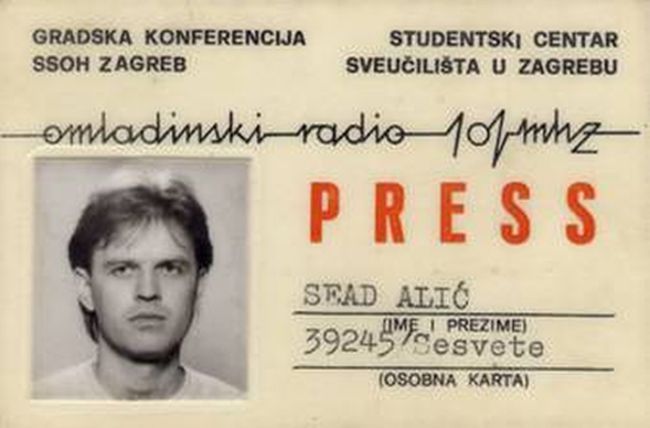 GRADSKA KONFERENCIJA
SSOH ZAGREB
STUDENTSKI CENTAR
SVEUČILIŠTA U ZAGREBU
omladinski radio 101 mhz
PRESS
SEAD ALIĆ
(IME I PREZIME)
39245/Sesvete
(OSOBNA KARTA)